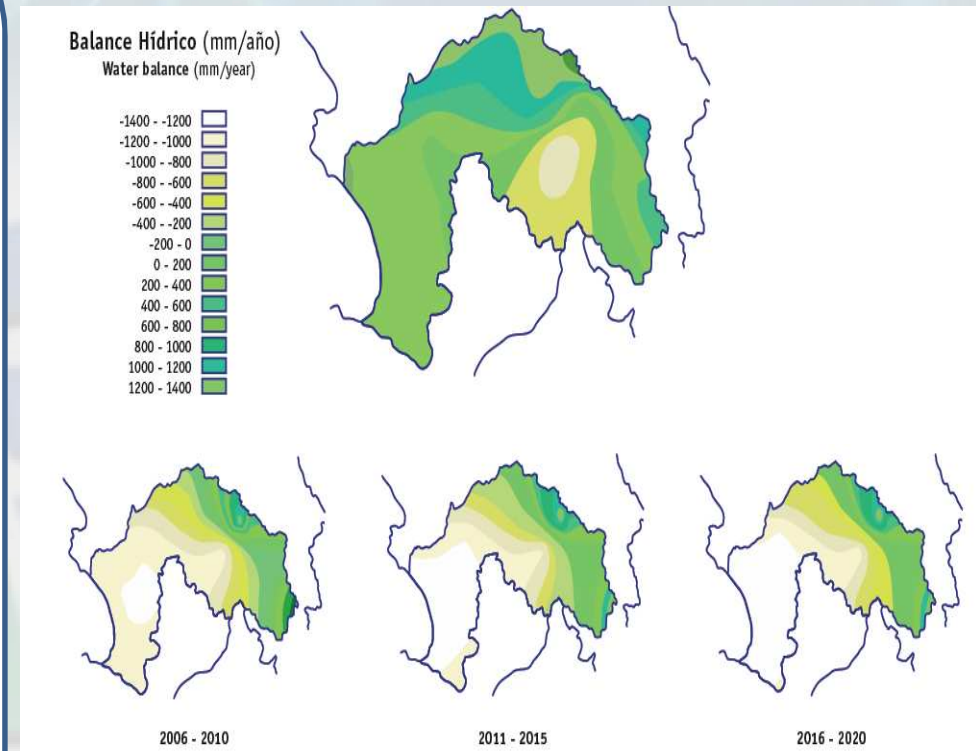 Balance Hídrico (mm/año)
Water balance (mm/year)
-1400 - -1200
-1200 - -1000
-1000 - -800
-800 - -600
-600 - -400
-400 - -200
-200 - 0
0 - 200
200 - 400
400 - 600
600 - 800
800 - 1000
1000 - 1200
1200 - 1400
2006 - 2010
2011 - 2015
2016 - 2020